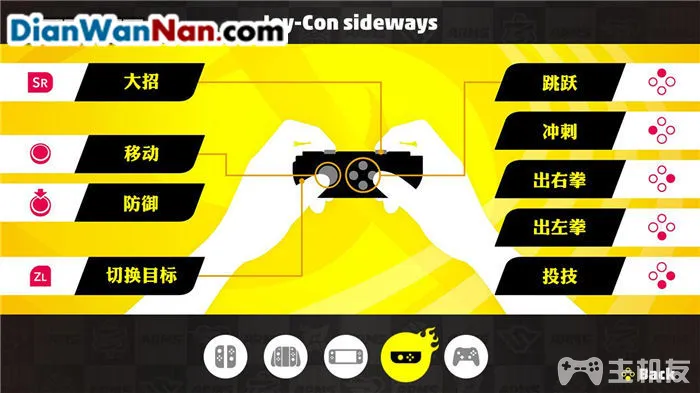 DianWanNan.com
Joy-Con sideways
SR
大招
移动
防御
ZL
切换目标
跳跃
冲刺
出右拳
出左拳
投技
Back
主机友